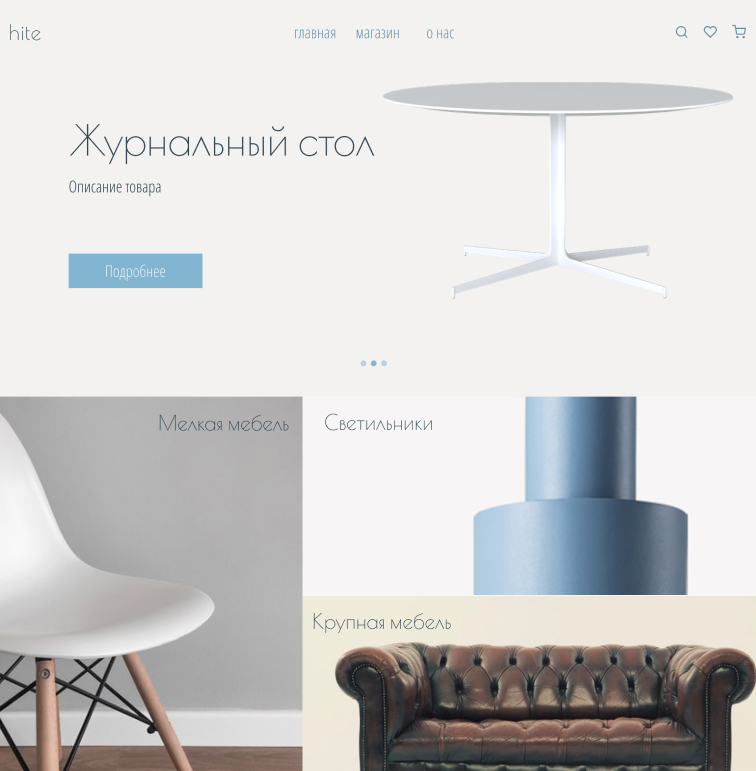 hite
главная магазин о нас
Журнальный стол
Описание товара
Подробнее
Мелкая мебель
Светильники
Крупная мебель